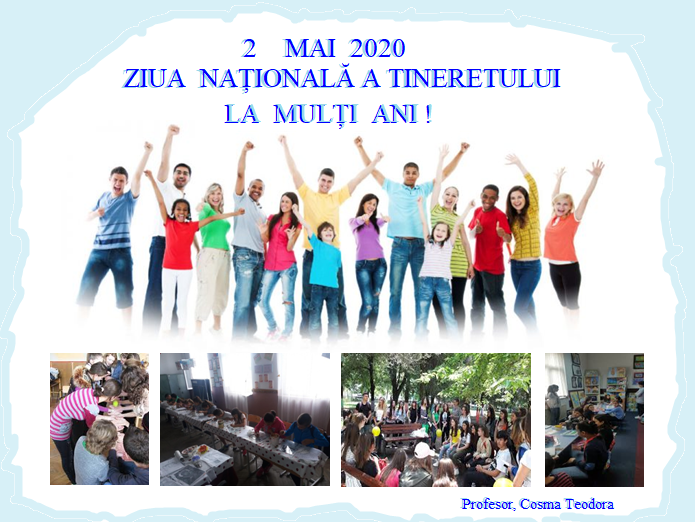 2 MAI 2020
ZIUA NAȚIONALĂ A TINERETULUI
LA MULȚI ANI !
Profesor, Cosma Teodora